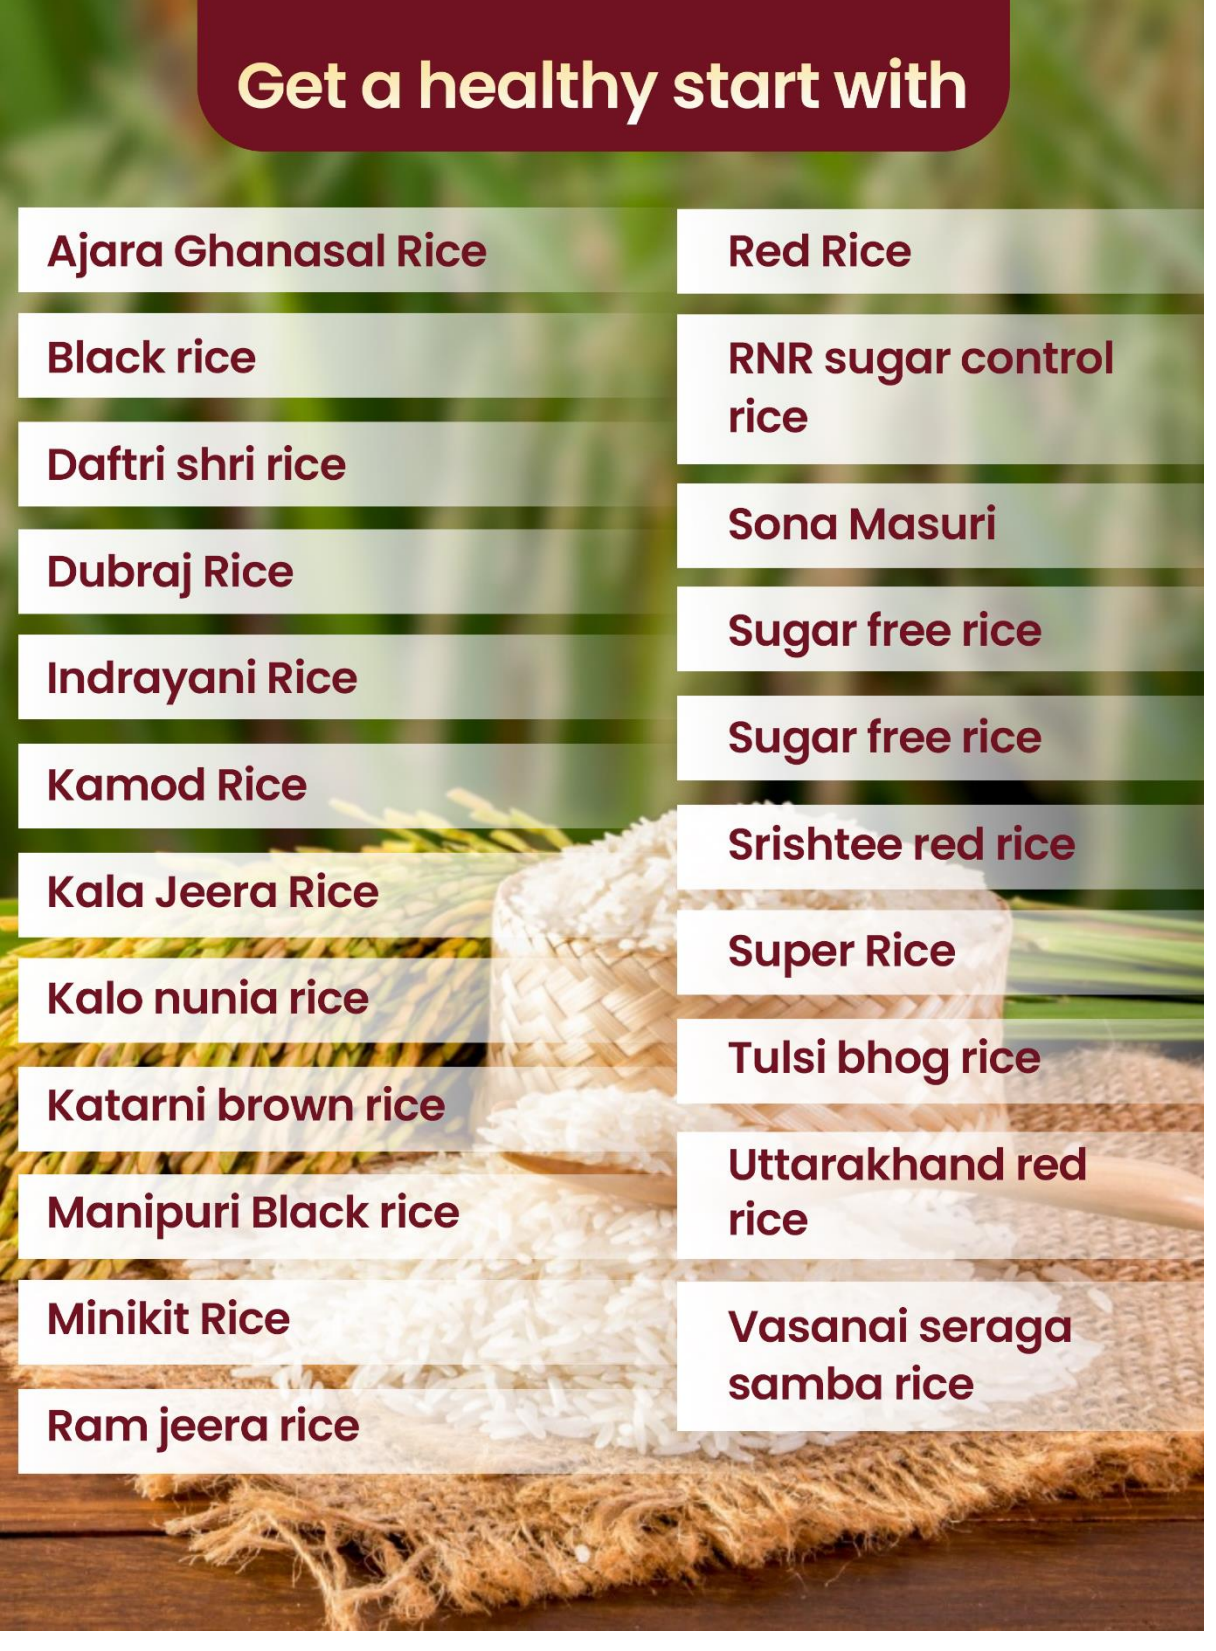 Get a healthy start with
Ajara Ghanasal Rice
Black rice
Daftri shri rice
Dubraj Rice
Indrayani Rice
Kamod Rice
Kala Jeera Rice
Kalo nunia rice
Katarni brown rice
Manipuri Black rice
Minikit Rice
Ram jeera rice
Red Rice
RNR sugar control
rice
Sona Masuri
Sugar free rice
Sugar free rice
Srishtee red rice
Super Rice
Tulsi bhog rice
Uttarakhand red
rice
Vasanai seraga
samba rice